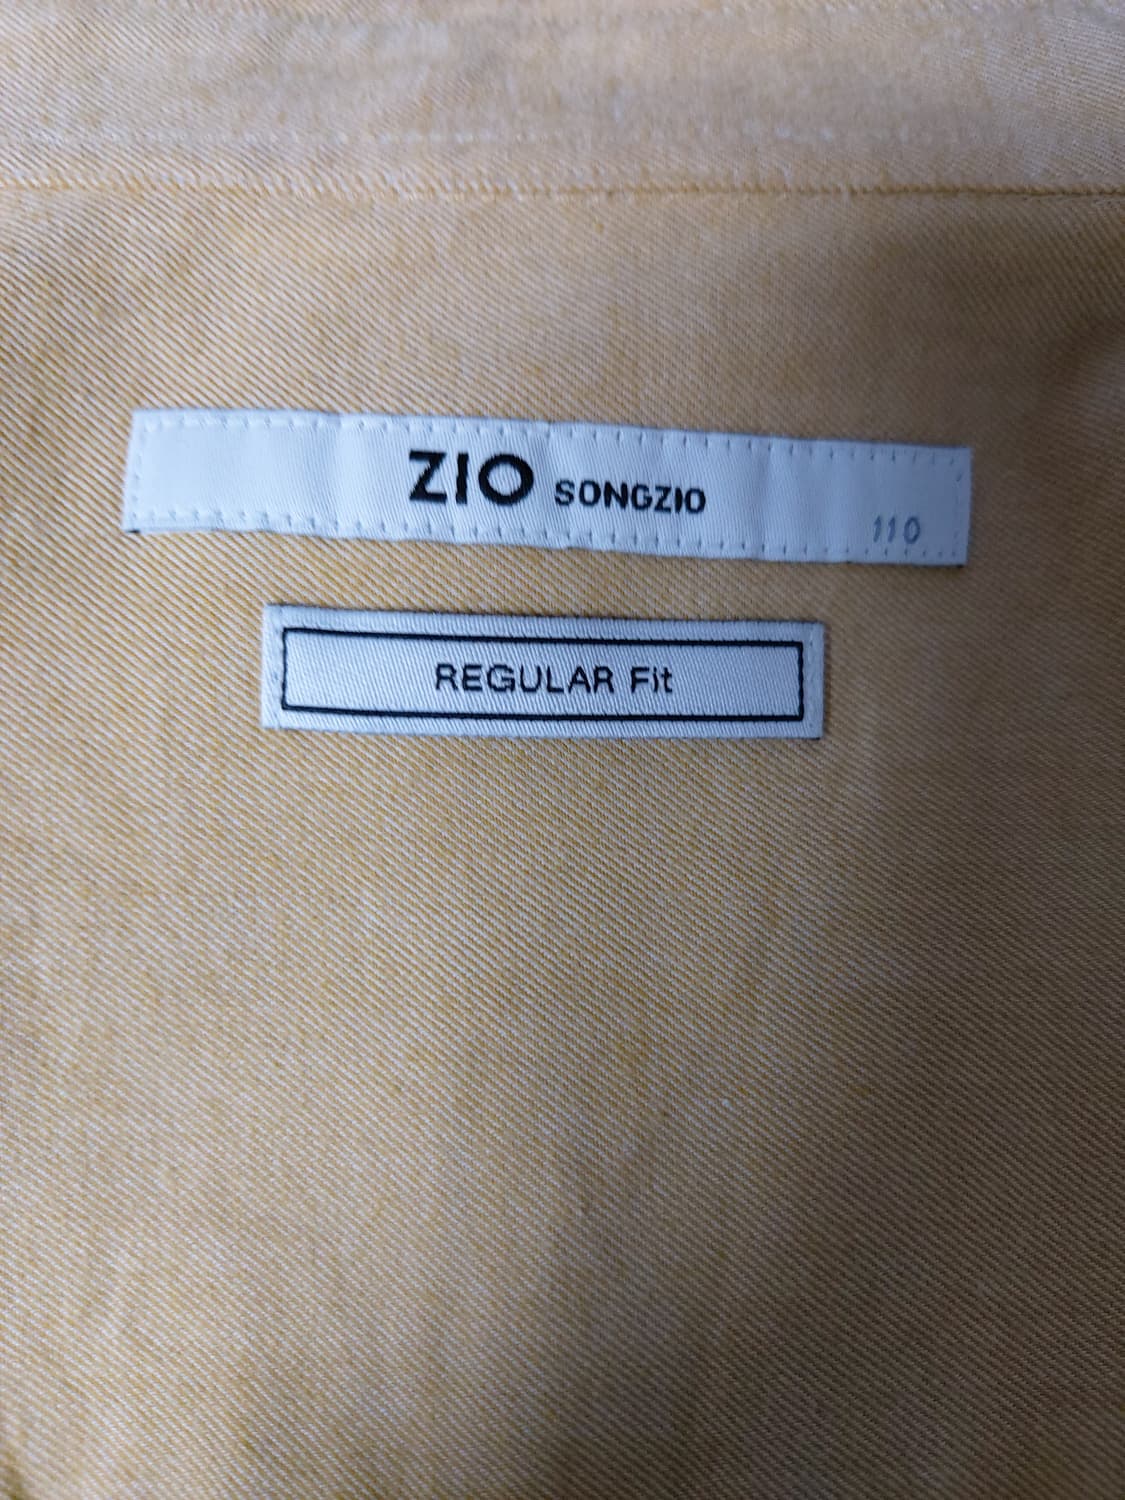 ZIO SONGZIO
110
REGULAR Fit